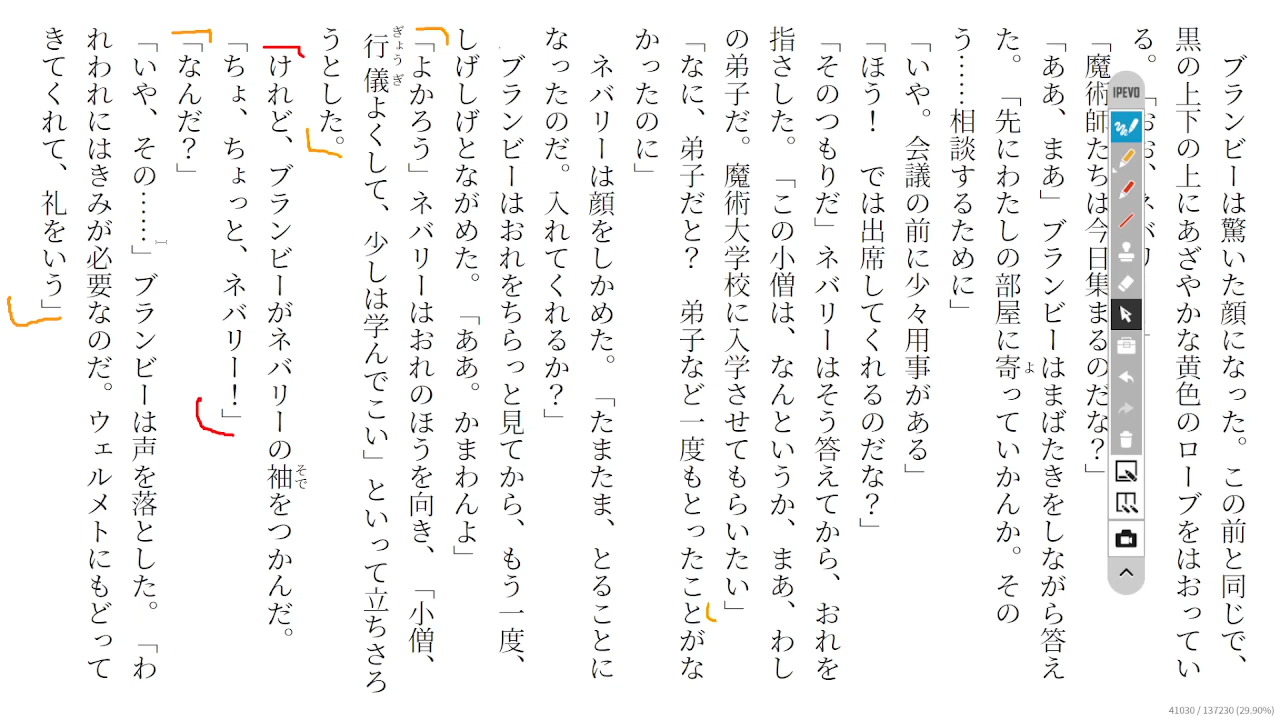 ブランビーは驚いた顔になった。この前と同じで、
黒の上下の上にあざやかな黄色のローブをはおってい
る。「おお、ネバリ
「魔術師たちは今日集まるのだな？」
「ああ、まあ」ブランビーはまばたきをしながら答え
た。「先にわたしの部屋に寄っていかんか。その
う……相談するために」
「いや。会議の前に少々用事がある」
「ほう！　では出席してくれるのだな？」
「そのつもりだ」ネバリーはそう答えてから、おれを
指さした。「この小僧は、なんというか、まあ、わし
の弟子だ。魔術大学校に入学させてもらいたい」
「なに、弟子だと？　弟子など一度もとったことがな
かったのに」
ネバリーは顔をしかめた。「たまたま、とることに
なったのだ。入れてくれるか？」
ブランビーはおれをちらっと見てから、もう一度、
しげしげとながめた。「ああ。かまわんよ」
「よかろう」ネバリーはおれのほうを向き、「小僧、
行儀よくして、少しは学んでこい」といって立ちさろ
うとした。
「けれど、ブランビーがネバリーの袖をつかんだ。
「ちょ、ちょっと、ネバリー！」
「なんだ？」
「いや、その……」ブランビーは声を落とした。「わ
れわれにはきみが必要なのだ。ウェルメトにもどって
きてくれて、礼をいう」
よ
ぎょうぎ
そで
IPEVO
41030 / 137230 (29.90%)